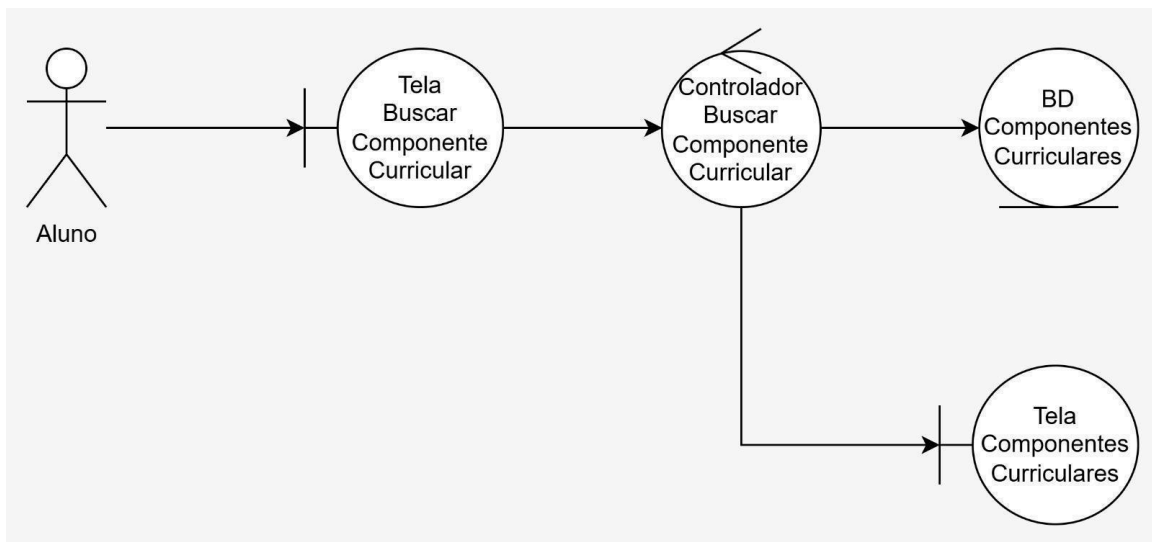 Aluno
Tela
Buscar
Componente
Curricular
Controlador
Buscar
Componente
Curricular
BD
Componentes
Curriculares
Tela
Componentes
Curriculares